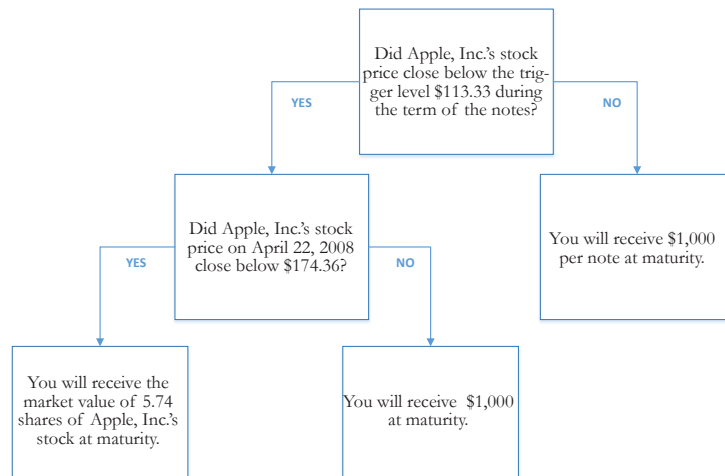 Did Apple, Inc.'s stock
price close below the trig-
ger level $113.33 during
the term of the notes?
YES
NO
Did Apple, Inc.'s stock
price on April 22, 2008
close below $174.36?
You will receive $1,000
per note at maturity.
YES
NO
You will receive the
market value of 5.74
shares of Apple, Inc.'s
stock at maturity.
You will receive $1,000
at maturity.